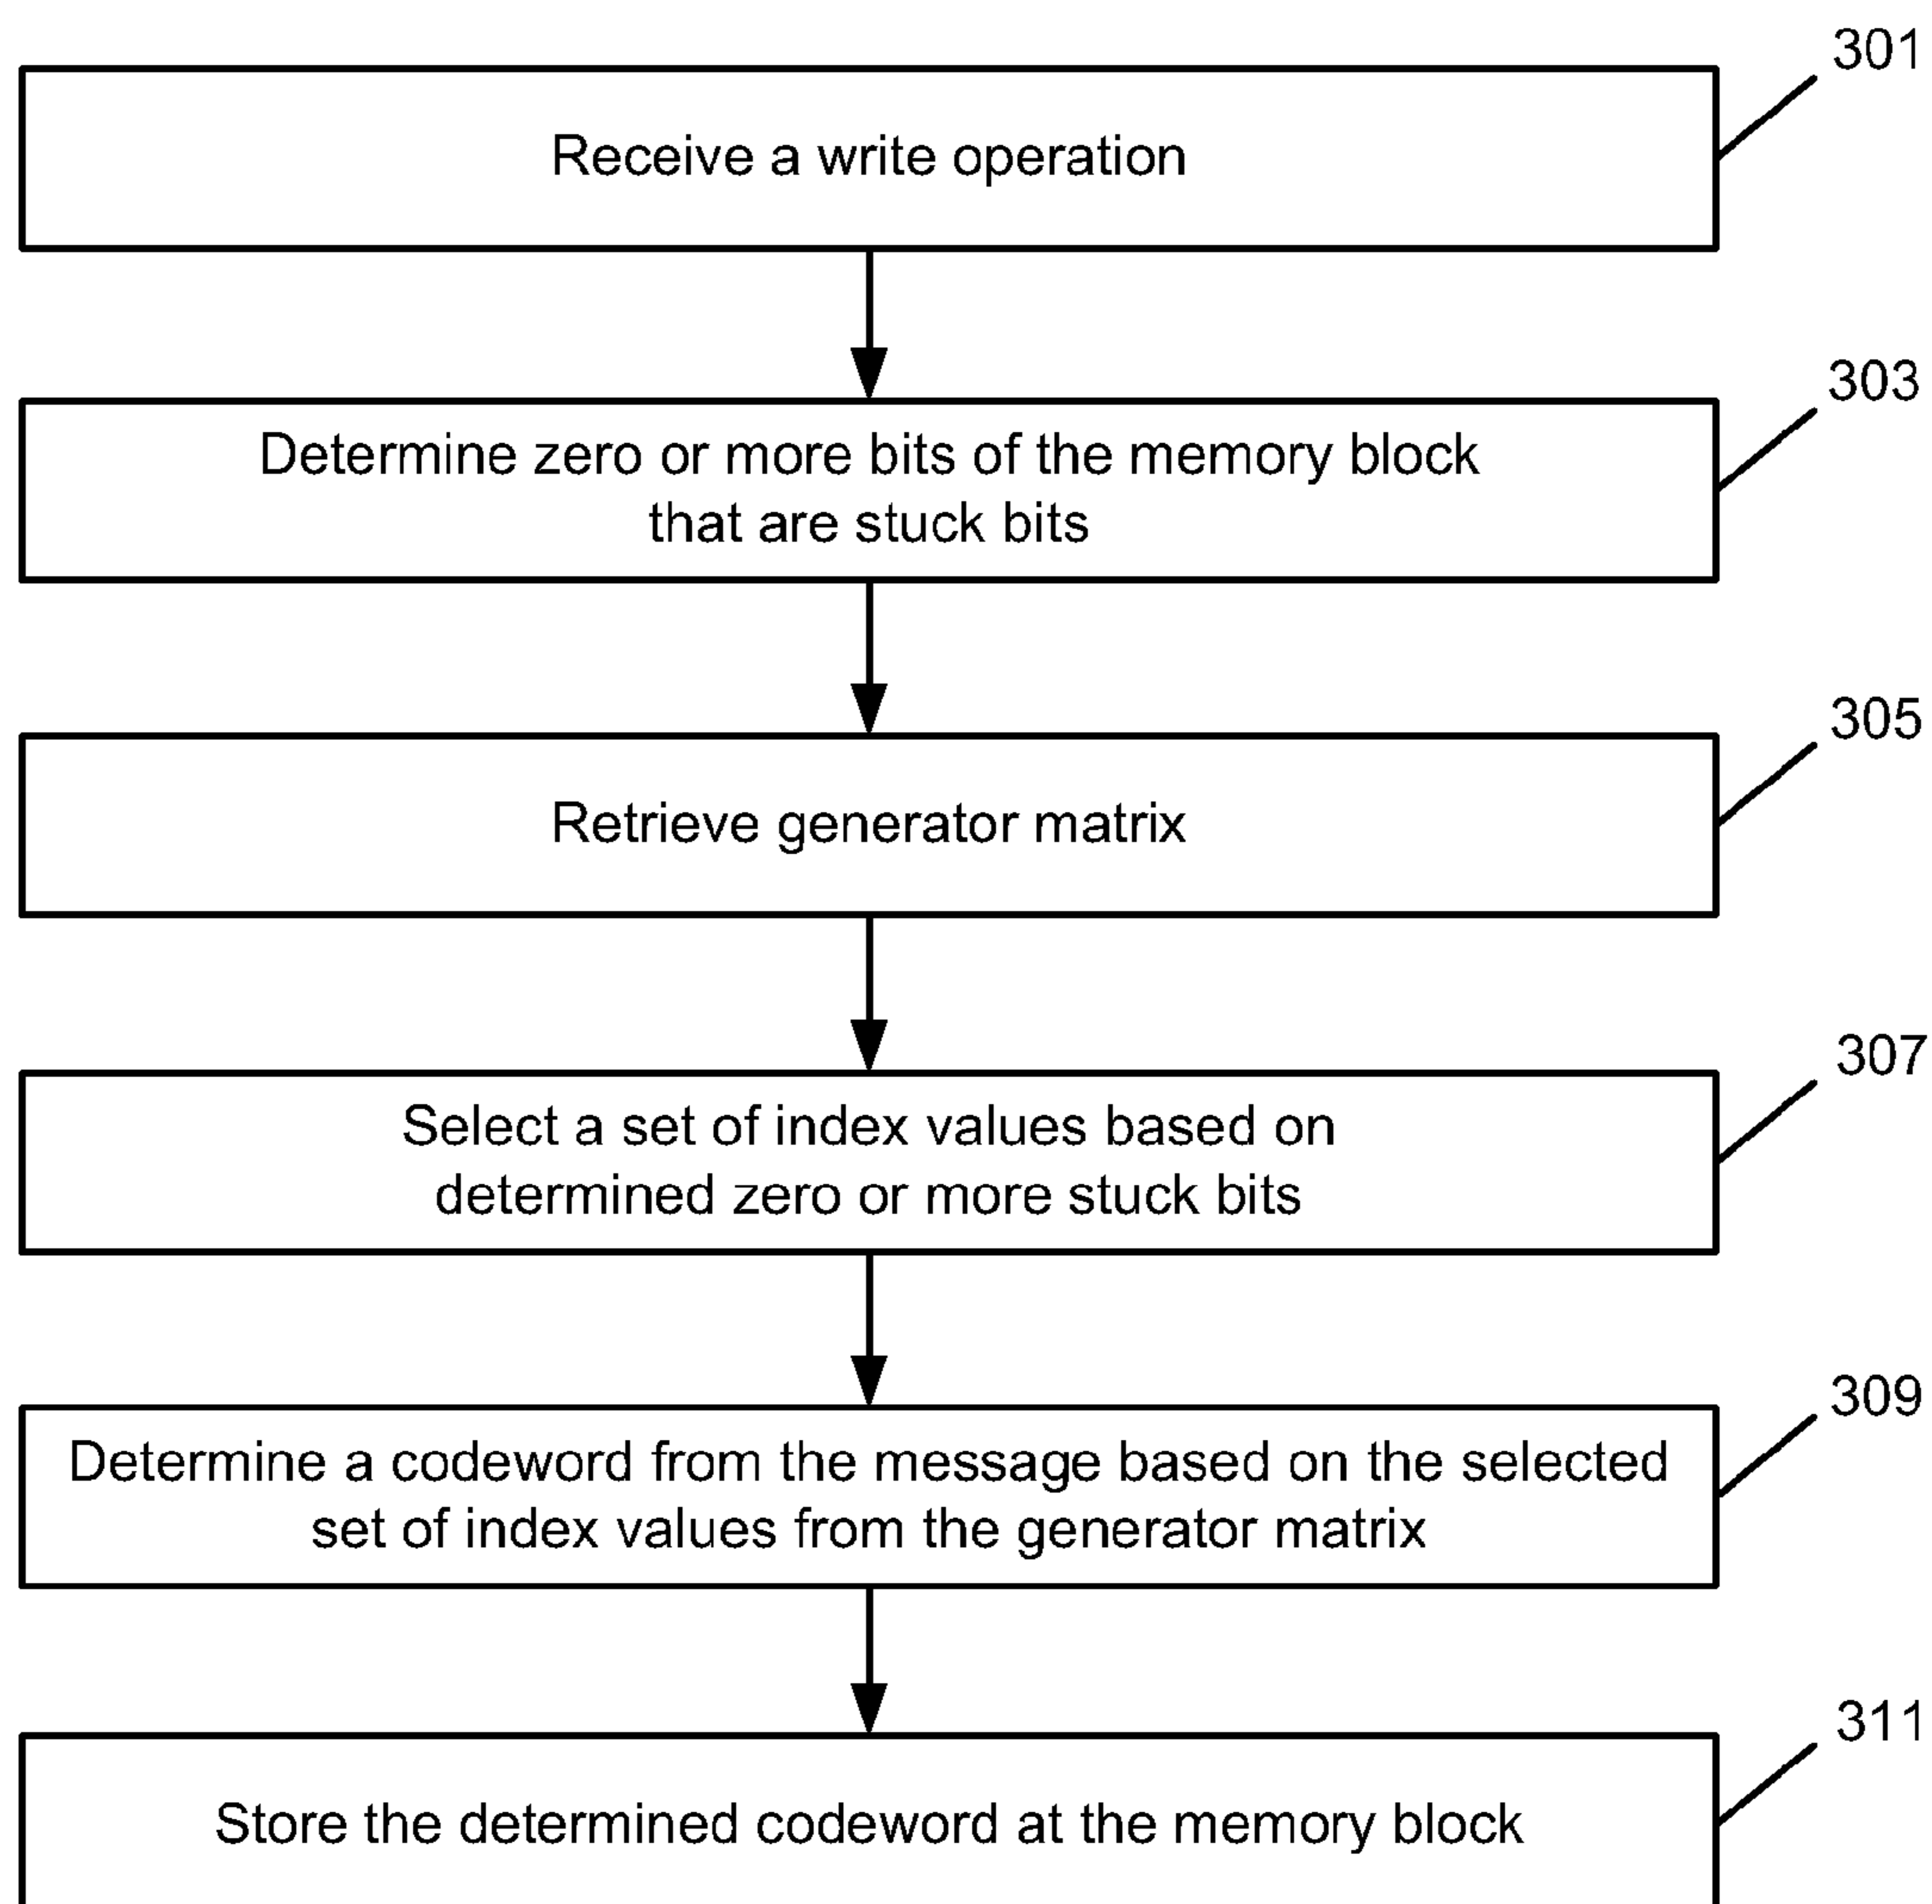 301
Receive a write operation
303
Determine zero or more bits of the memory block
that are stuck bits
305
Retrieve generator matrix
307
Select a set of index values based on
determined zero or more stuck bits
309
Determine a codeword from the message based on the selected
set of index values from the generator matrix
311
Store the determined codeword at the memory block